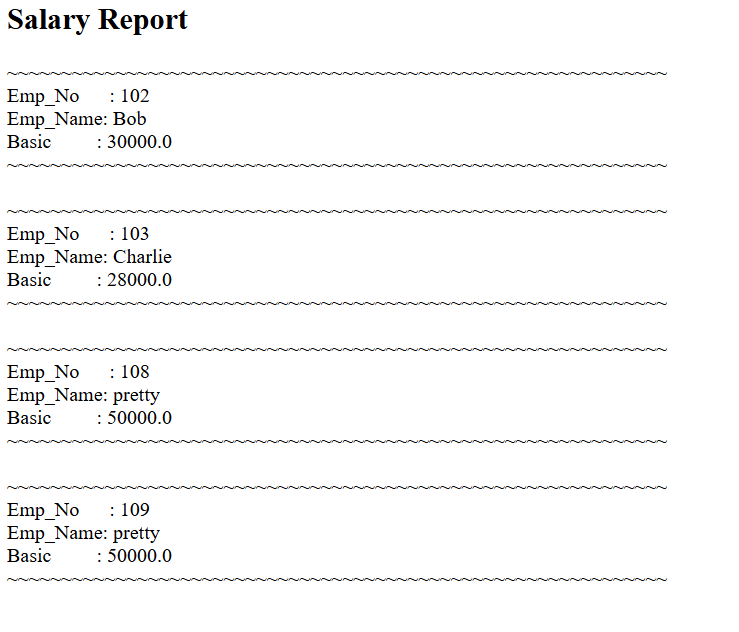 Salary Report
~~~~~~~~~~~~~~~~~~~~~~~~~~~~~~~~~~~~~~~~~~~~~~~~~~~~~~~~~~~~~
Emp_No : 102
Emp_Name: Bob
Basic : 30000.0
~~~~~~~~~~~~~~~~~~~~~~~~~~~~~~~~~~~~~~~~~~~~~~~~~~~~~~~~~~~~~
~~~~~~~~~~~~~~~~~~~~~~~~~~~~~~~~~~~~~~~~~~~~~~~~~~~~~~~~~~~~~
Emp_No : 103
Emp_Name: Charlie
Basic : 28000.0
~~~~~~~~~~~~~~~~~~~~~~~~~~~~~~~~~~~~~~~~~~~~~~~~~~~~~~~~~~~~~
~~~~~~~~~~~~~~~~~~~~~~~~~~~~~~~~~~~~~~~~~~~~~~~~~~~~~~~~~~~~~
Emp_No : 108
Emp_Name: pretty
Basic : 50000.0
~~~~~~~~~~~~~~~~~~~~~~~~~~~~~~~~~~~~~~~~~~~~~~~~~~~~~~~~~~~~~
~~~~~~~~~~~~~~~~~~~~~~~~~~~~~~~~~~~~~~~~~~~~~~~~~~~~~~~~~~~~~
Emp_No : 109
Emp_Name: pretty
Basic : 50000.0
~~~~~~~~~~~~~~~~~~~~~~~~~~~~~~~~~~~~~~~~~~~~~~~~~~~~~~~~~~~~~